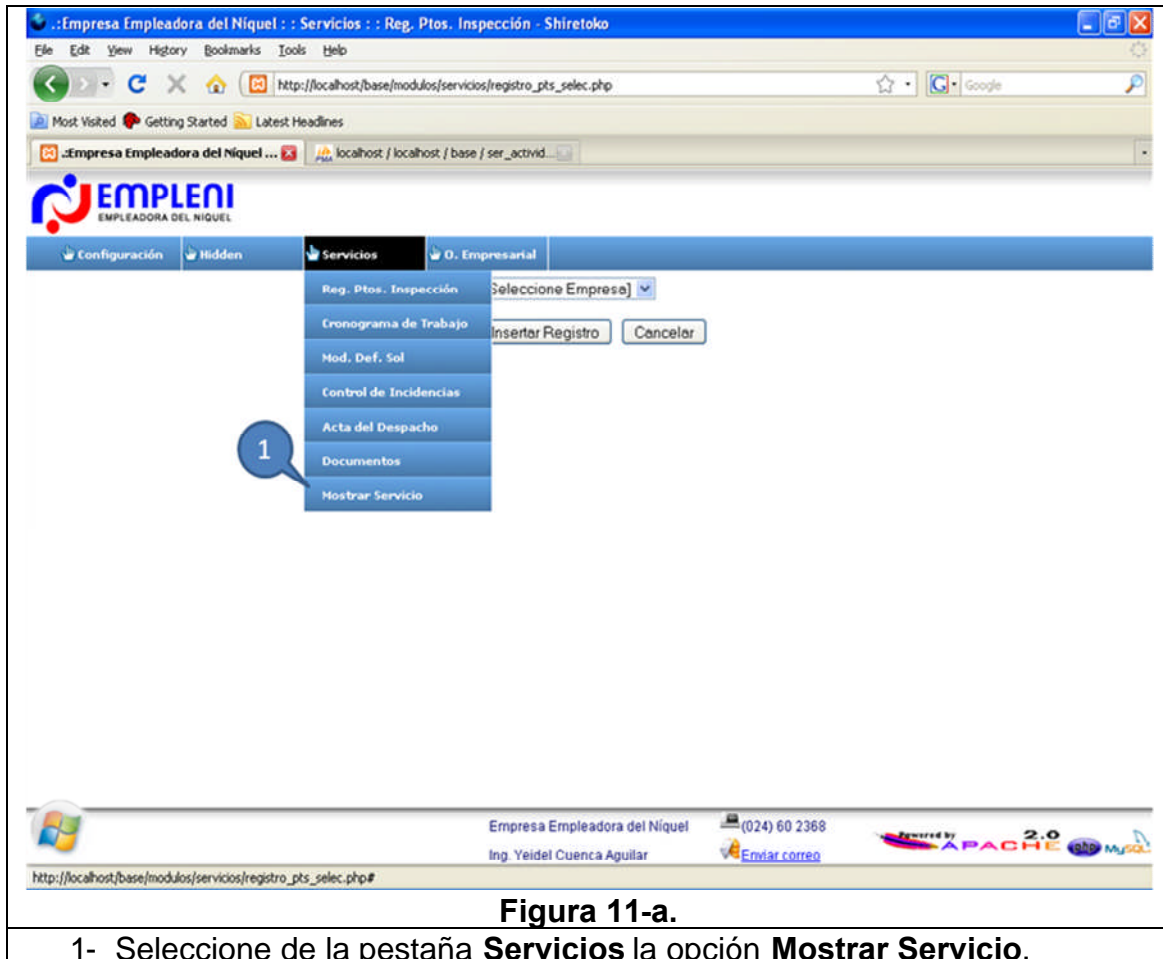 .:Empresa Empleadora del Níquel : : Servicios : : Reg. Ptos. Inspección - Shiretoko
File Edit View History Bookmarks Tools Help
http://localhost/base/modulos/servicios/registro_pts_selec.php
Google
Most Visited Getting Started Latest Headlines
.:Empresa Empleadora del Níquel ... localhost / localhost / base / ser_activid...
EMPLENI
EMPLEADORA DEL NIQUEL
Configuración Hidden Servicios O. Empresarial
Reg. Ptos. Inspección
Seleccione Empresa]
Cronograma de Trabajo
Insertar Registro Cancelar
Mod. Def. Sol
Control de Incidencias
Acta del Despacho
1
Documentos
Mostrar Servicio
Empresa Empleadora del Níquel (024) 60 2368
Ing. Yeidel Cuenca Aguilar Enviar correo
Powered by APACHE 2.0 php MySQL
http://localhost/base/modulos/servicios/registro_pts_selec.php#
Figura 11-a.
1- Seleccione de la pestaña Servicios la opción Mostrar Servicio.